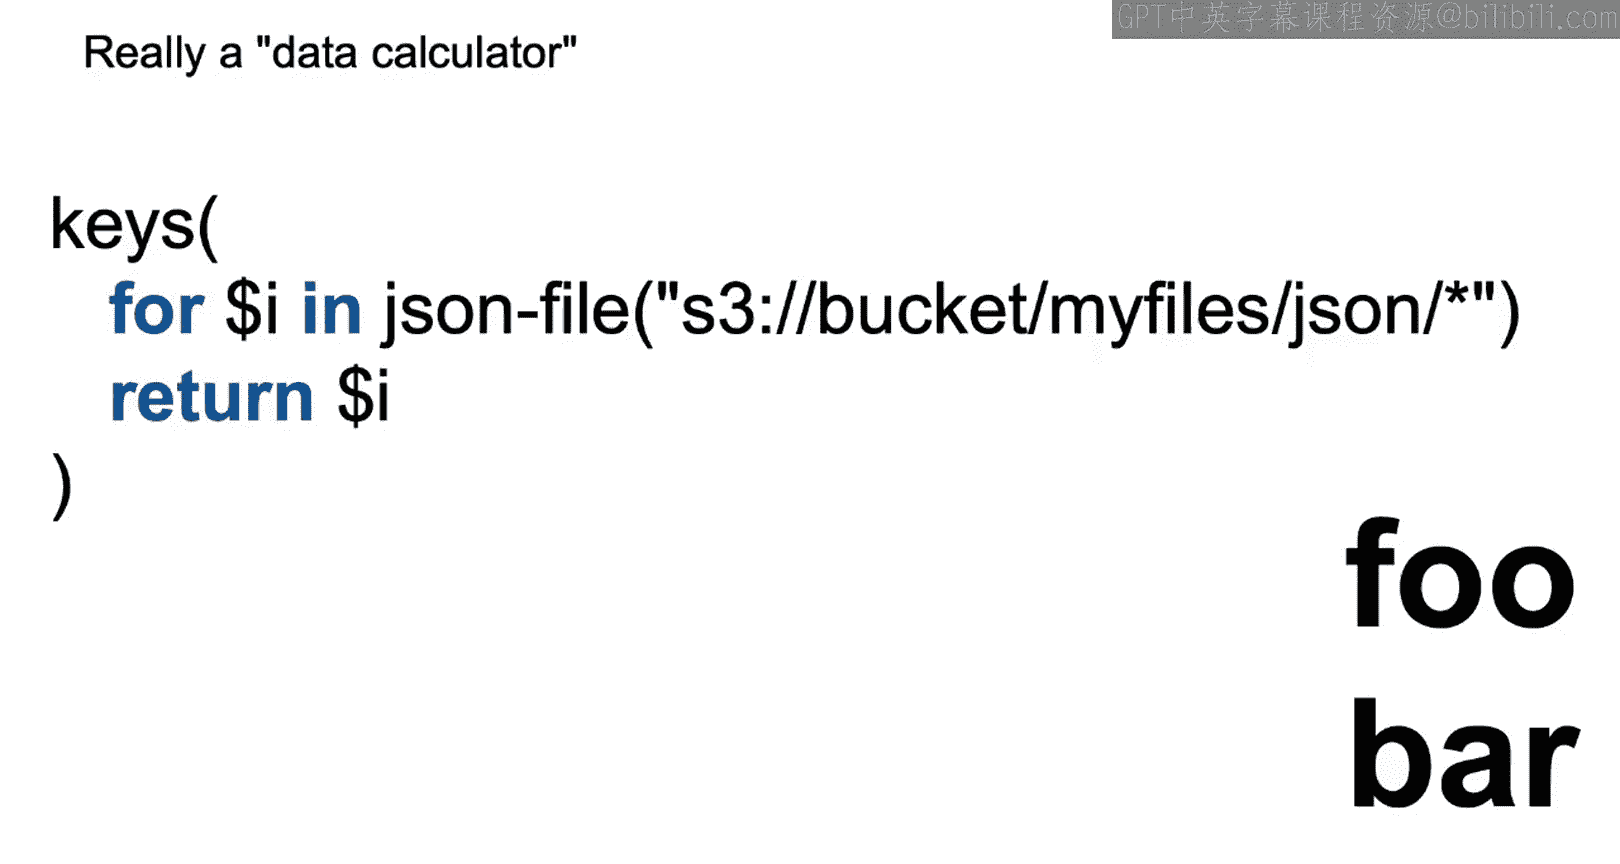 GPT中英字幕课程资源@bilibili.com
Really a "data calculator"
keys(
for $i in json-file("s3://bucket/myfiles/json/*")
return $i
)
foo
bar